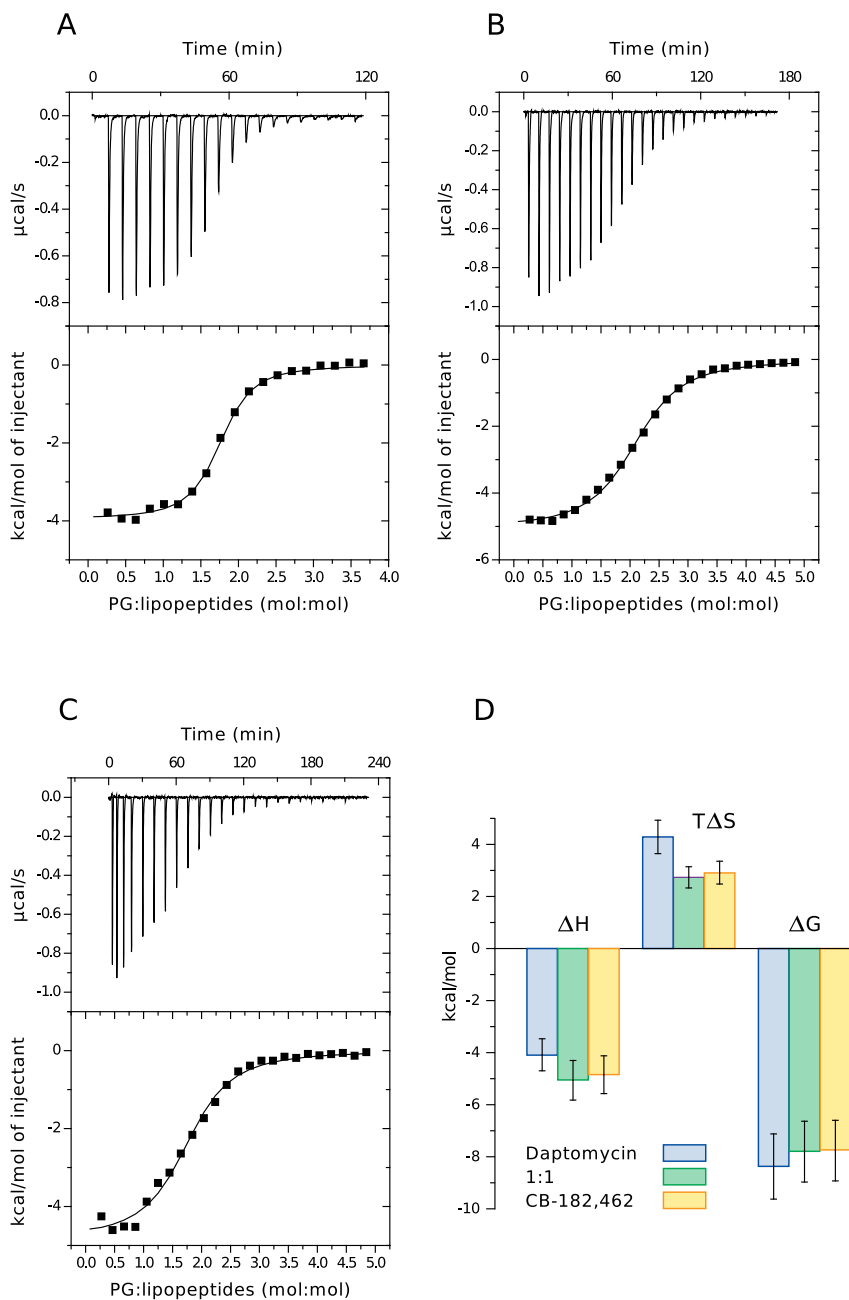 A
Time (min)
0 60 120
0.0
-0.2
-0.4
-0.6
-0.8
µcal/s
0
-2
-4
kcal/mol of injectant
0.0 0.5 1.0 1.5 2.0 2.5 3.0 3.5 4.0
PG:lipopeptides (mol:mol)
B
Time (min)
0 60 120 180
0.0
-0.2
-0.4
-0.6
-0.8
-1.0
µcal/s
0
-2
-4
-6
kcal/mol of injectant
0.0 0.5 1.0 1.5 2.0 2.5 3.0 3.5 4.0 4.5 5.0
PG:lipopeptides (mol:mol)
C
Time (min)
0 60 120 180 240
0.0
-0.2
-0.4
-0.6
-0.8
-1.0
µcal/s
0
-2
-4
kcal/mol of injectant
0.0 0.5 1.0 1.5 2.0 2.5 3.0 3.5 4.0 4.5 5.0
PG:lipopeptides (mol:mol)
D
TΔS
ΔH
ΔG
4
2
0
-2
-4
-6
-8
-10
kcal/mol
Daptomycin
1:1
CB-182,462